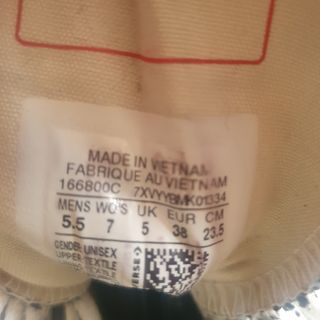 MADE IN VIETNAM
FABRIQUE AU VIETNAM
166800C 7XVYYBMK01334
MENS WO'S UK EUR CM
5.5 7 5 38 23.5
GENDER: UNISEX
UPPER: TEXTILE
TEXTILE